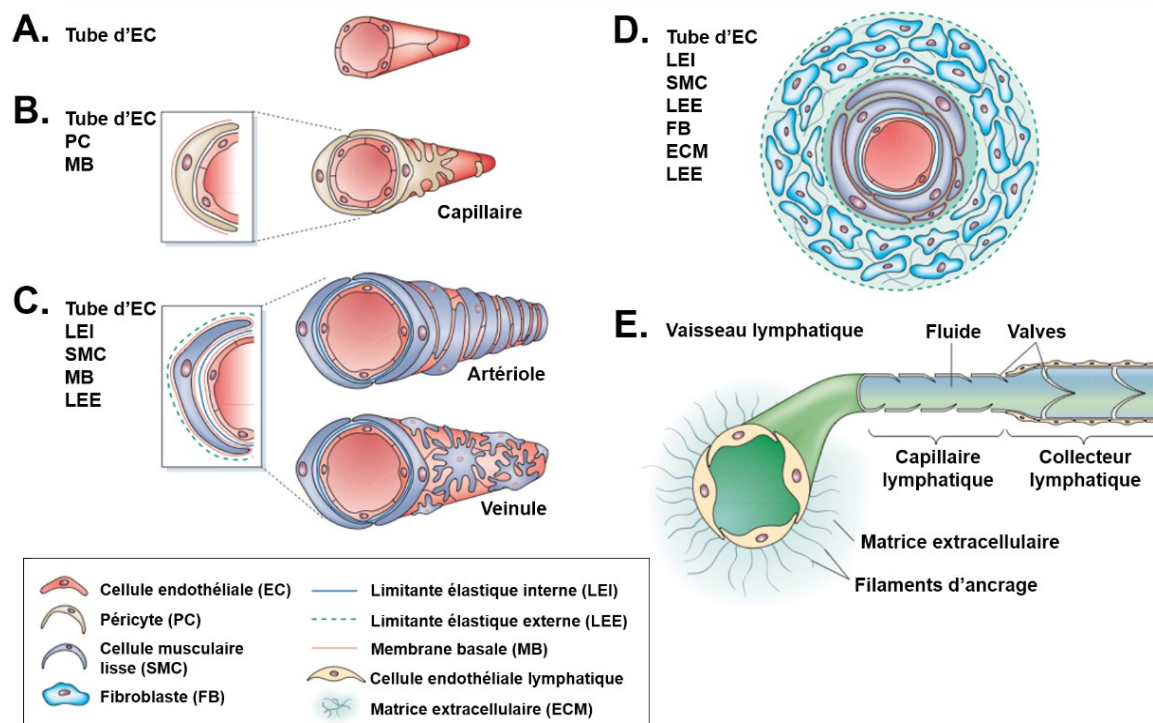 A.
Tube d'EC
B.
Tube d'EC
PC
MB
Capillaire
C.
Tube d'EC
LEI
SMC
MB
LEE
Artériole
Veinule
D.
Tube d'EC
LEI
SMC
LEE
FB
ECM
LEE
E.
Vaisseau lymphatique
Fluide
Valves
Capillaire
lymphatique
Collecteur
lymphatique
Matrice extracellulaire
Filaments d'ancrage
Cellule endothéliale (EC)
Péricyte (PC)
Cellule musculaire
lisse (SMC)
Fibroblaste (FB)
Limitante élastique interne (LEI)
Limitante élastique externe (LEE)
Membrane basale (MB)
Cellule endothéliale lymphatique
Matrice extracellulaire (ECM)